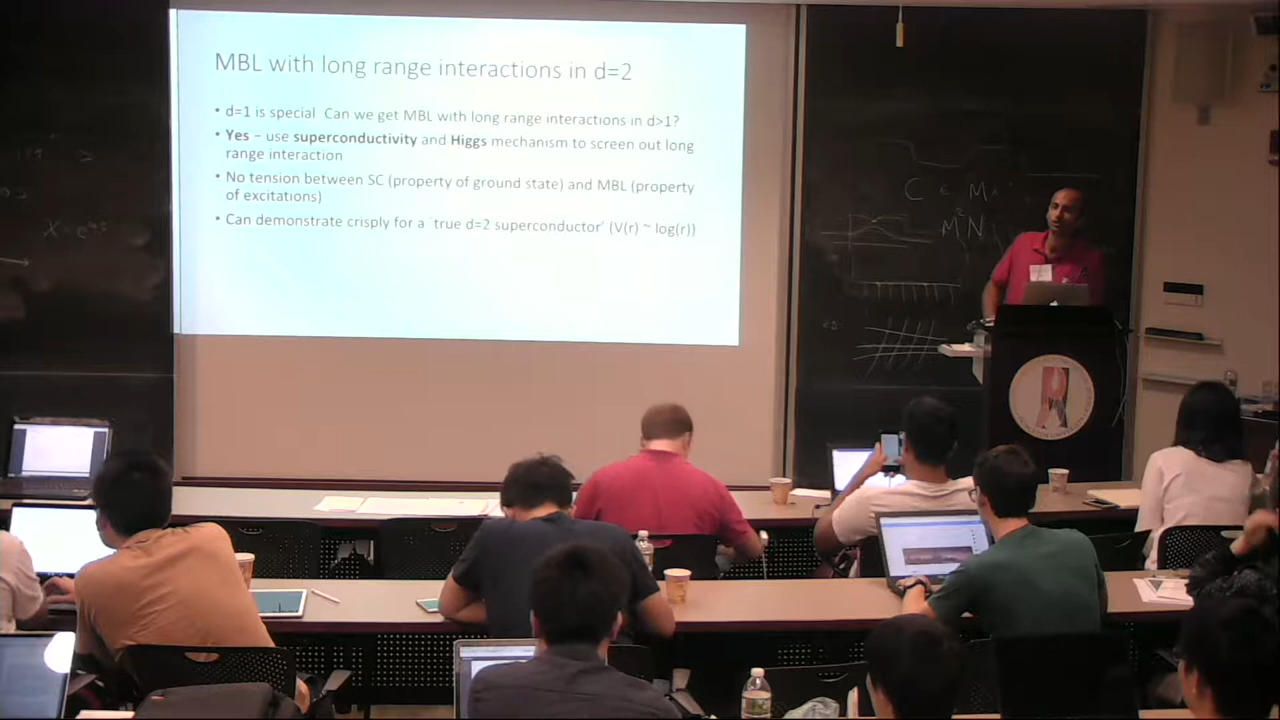 MBL with long range interactions in d=2
• d=1 is special Can we get MBL with long range interactions in d>1?
• Yes – use superconductivity and Higgs mechanism to screen out long
range interaction
• No tension between SC (property of ground state) and MBL (property
of excitations)
• Can demonstrate crisply for a `true d=2 superconductor' (V(r) ~ log(r))